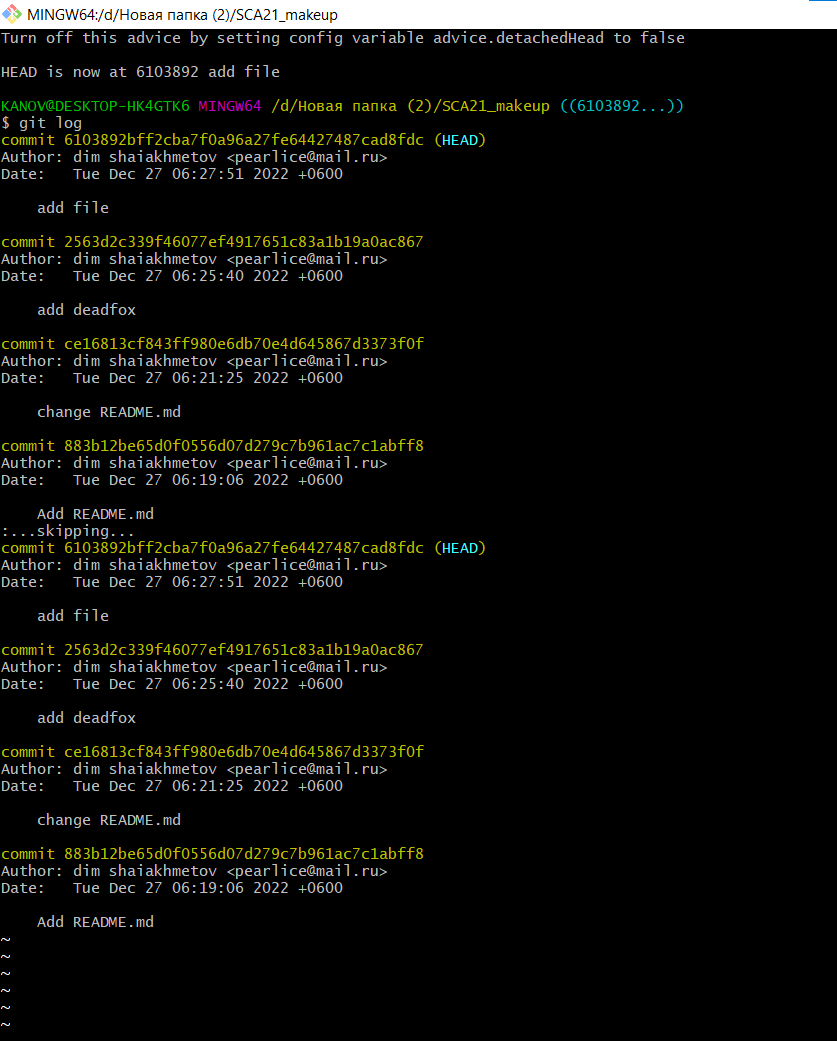 MINGW64:/d/Новая папка (2)/SCA21_makeup
Turn off this advice by setting config variable advice.detachedHead to false
HEAD is now at 6103892 add file
KANOV@DESKTOP-HK4GTK6 MINGW64 /d/Новая папка (2)/SCA21_makeup ((6103892...))
$ git log
commit 6103892bff2cba7f0a96a27fe64427487cad8fdc (HEAD)
Author: dim shaiakhmetov <pearlice@mail.ru>
Date:   Tue Dec 27 06:27:51 2022 +0600
    add file
commit 2563d2c339f46077ef4917651c83a1b19a0ac867
Author: dim shaiakhmetov <pearlice@mail.ru>
Date:   Tue Dec 27 06:25:40 2022 +0600
    add deadfox
commit ce16813cf843ff980e6db70e4d645867d3373f0f
Author: dim shaiakhmetov <pearlice@mail.ru>
Date:   Tue Dec 27 06:21:25 2022 +0600
    change README.md
commit 883b12be65d0f0556d07d279c7b961ac7c1abff8
Author: dim shaiakhmetov <pearlice@mail.ru>
Date:   Tue Dec 27 06:19:06 2022 +0600
    Add README.md
:...skipping...
commit 6103892bff2cba7f0a96a27fe64427487cad8fdc (HEAD)
Author: dim shaiakhmetov <pearlice@mail.ru>
Date:   Tue Dec 27 06:27:51 2022 +0600
    add file
commit 2563d2c339f46077ef4917651c83a1b19a0ac867
Author: dim shaiakhmetov <pearlice@mail.ru>
Date:   Tue Dec 27 06:25:40 2022 +0600
    add deadfox
commit ce16813cf843ff980e6db70e4d645867d3373f0f
Author: dim shaiakhmetov <pearlice@mail.ru>
Date:   Tue Dec 27 06:21:25 2022 +0600
    change README.md
commit 883b12be65d0f0556d07d279c7b961ac7c1abff8
Author: dim shaiakhmetov <pearlice@mail.ru>
Date:   Tue Dec 27 06:19:06 2022 +0600
    Add README.md
~
~
~
~
~
~